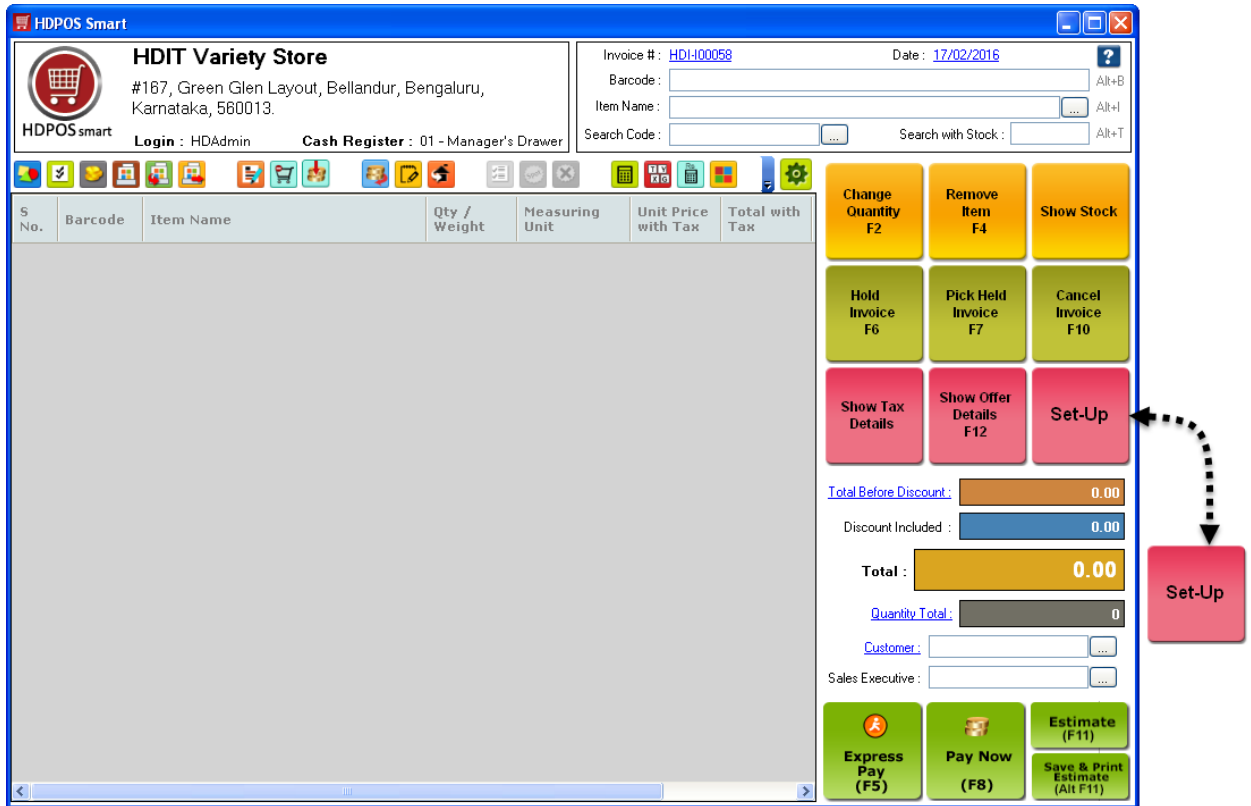 HDPOS Smart
HDIT Variety Store
#167, Green Glen Layout, Bellandur, Bengaluru,
Karnataka, 560013.
HDPOS smart
Login : HDAdmin Cash Register : 01 - Manager's Drawer
Invoice # : HDI-I00058 Date : 17/02/2016 ?
Barcode : Alt+B
Item Name : ... Alt+I
Search Code : ... Search with Stock : Alt+T
S
No.
Barcode
Item Name
Qty /
Weight
Measuring
Unit
Unit Price
with Tax
Total with
Tax
Change
Quantity
F2
Remove
Item
F4
Show Stock
Hold
Invoice
F6
Pick Held
Invoice
F7
Cancel
Invoice
F10
Show Tax
Details
Show Offer
Details
F12
Set-Up
Total Before Discount : 0.00
Discount Included : 0.00
Total : 0.00
Quantity Total : 0
Customer : ...
Sales Executive : ...
Set-Up
Express
Pay
(F5)
Pay Now
(F8)
Estimate
(F11)
Save & Print
Estimate
(Alt F11)